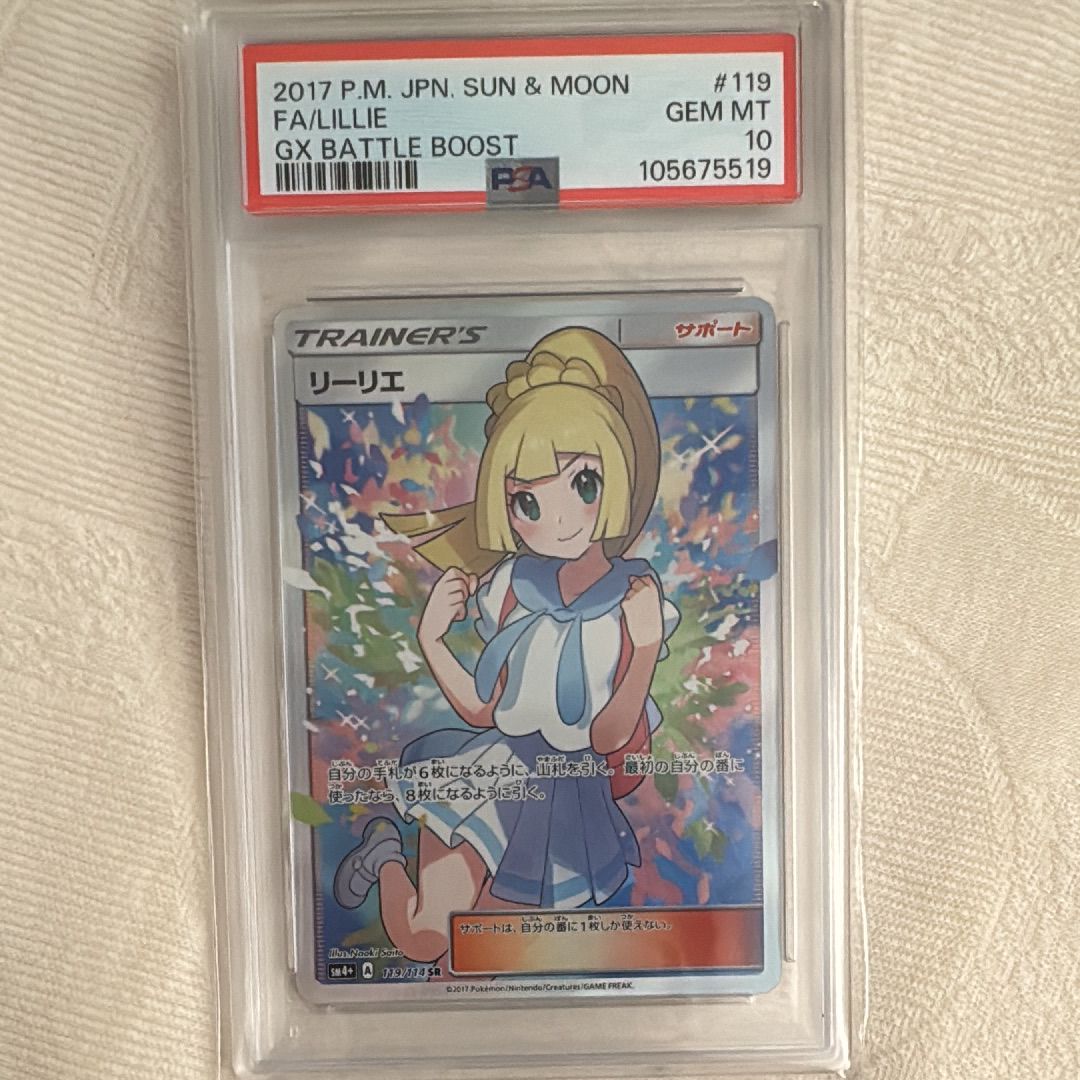 2017 P.M. JPN. SUN & MOON #119
FA/LILLIE GEM MT
GX BATTLE BOOST 10
PSA 105675519
TRAINER'S サポート
リーリエ
自分の手札が6枚になるように、山札を引く。最初の自分の番に
使ったなら、8枚になるように引く。
サポートは、自分の番に1枚しか使えない。
illus. Naoki Saito
SM4+ A 119/114 SR
©2017 Pokémon/Nintendo/Creatures/GAME FREAK.